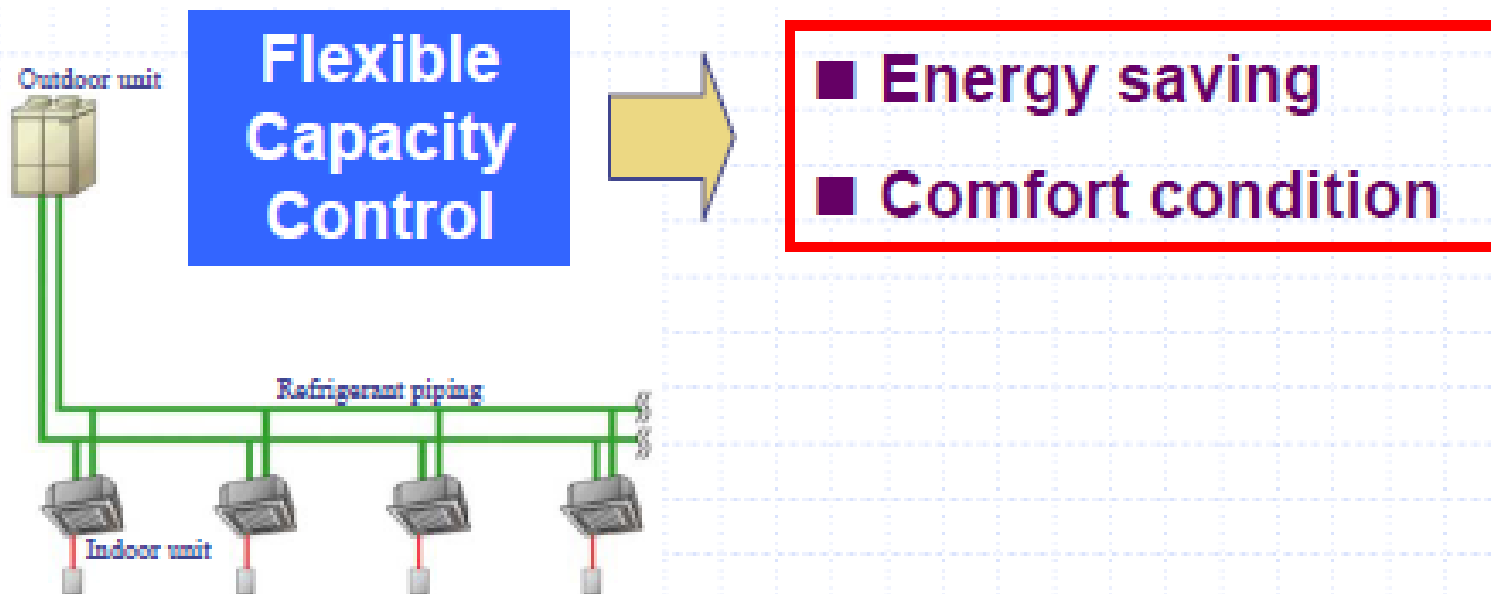 Outdoor unit
Flexible
Capacity
Control
■ Energy saving
■ Comfort condition
Refrigerant piping
Indoor unit